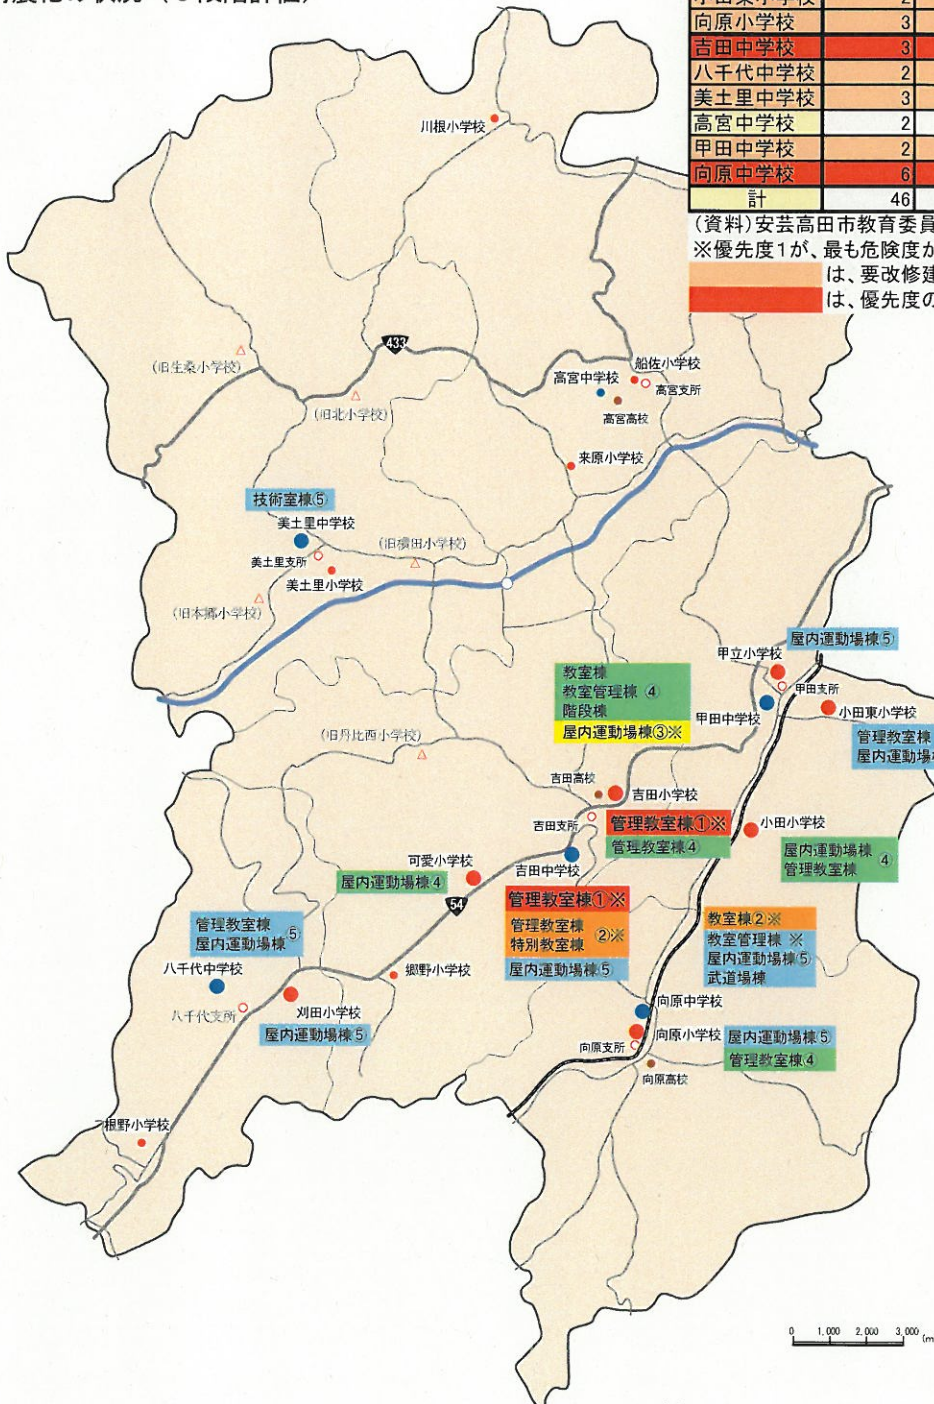 向原小学校 3
吉田中学校 3
八千代中学校 2
美土里中学校 3
高宮中学校 2
甲田中学校 2
向原中学校 6
計 46
(資料)安芸高田市教育委員
※優先度1が、最も危険度が
は、要改修建
は、優先度の
川根小学校
433
(旧生桑小学校)
(旧北小学校)
船佐小学校
高宮中学校
高宮支所
高宮高校
来原小学校
技術室棟⑤
美土里中学校
(旧横田小学校)
美土里支所
美土里小学校
(旧本郷小学校)
屋内運動場棟⑤
甲立小学校
教室棟
教室管理棟 ④
階段棟
屋内運動場棟③※
甲支所
甲田中学校
小田東小学校
管理教室棟
屋内運動場棟
(旧丹比西小学校)
吉田高校
吉田小学校
吉田支所
管理教室棟①※
管理教室棟④
小田小学校
屋内運動場棟 ④
管理教室棟
可愛小学校
吉田中学校
屋内運動場棟④
54
管理教室棟①※
管理教室棟 ②※
特別教室棟
屋内運動場棟⑤
教室棟②※
教室管理棟 ※
屋内運動場棟⑤
武道場棟
管理教室棟 ⑤
屋内運動場棟
八千代中学校
郷野小学校
八千代支所
刈田小学校
屋内運動場棟⑤
向原中学校
向原小学校
屋内運動場棟⑤
管理教室棟④
向原支所
向原高校
根野小学校
0 1,000 2,000 3,000 (m